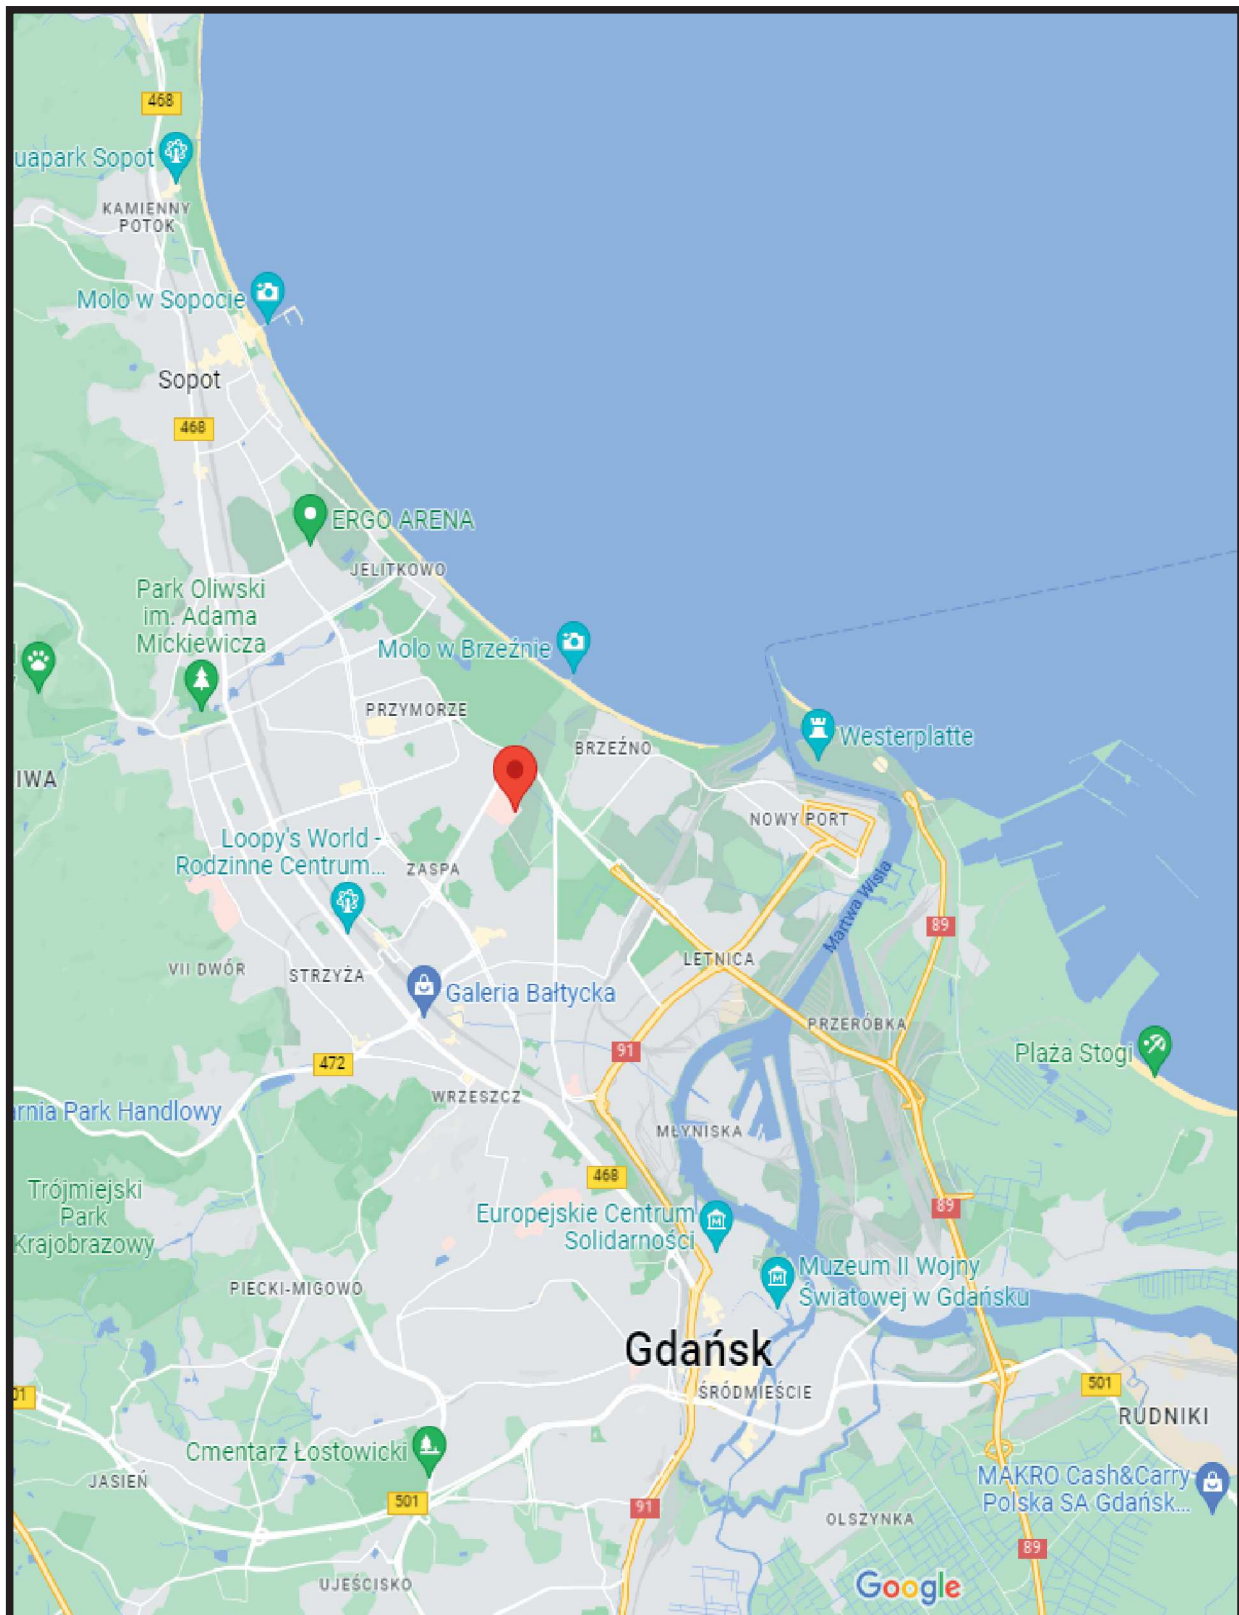 468
uapark Sopot
KAMIENNY
POTOK
Molo w Sopocie
Sopot
468
ERGO ARENA
JELITKOWO
Park Oliwski
im. Adama
Mickiewicza
Molo w Brzeźnie
PRZYMORZE
BRZEŹNO
Westerplatte
IWA
NOWY PORT
Loopy's World -
Rodzinne Centrum...
ZASPA
Martwa Wisła
89
LETNICA
VII DWÓR
STRZYŻA
Galeria Bałtycka
PRZERÓBKA
91
Plaża Stogi
472
WRZESZCZ
arnia Park Handlowy
MŁYNISKA
468
Trójmiejski
Park
Krajobrazowy
89
Europejskie Centrum
Solidarności
Muzeum II Wojny
Światowej w Gdańsku
PIECKI-MIGOWO
Gdańsk
ŚRÓDMIEŚCIE
501
01
RUDNIKI
Cmentarz Łostowicki
JASIEŃ
MAKRO Cash&Carry
Polska SA Gdańsk...
501
91
OLSZYNKA
89
UJEŚCISKO
Google